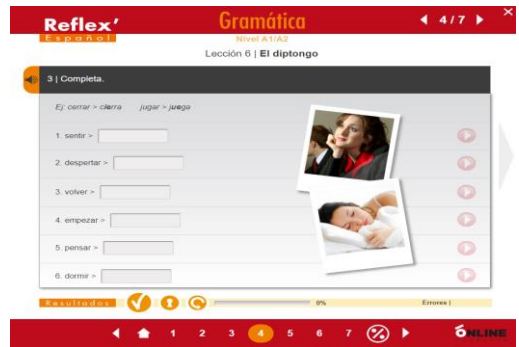 Reflex' Gramática 4 / 7 ×
Español Nivel A1/A2
Lección 6 | El diptongo
3 | Completa.
Ej: cerrar > cierra jugar > juega
1. sentir >
2. despertar >
3. volver >
4. empezar >
5. pensar >
6. dormir >
Resultados 0% Errores |
1 2 3 4 5 6 7 % ONLINE